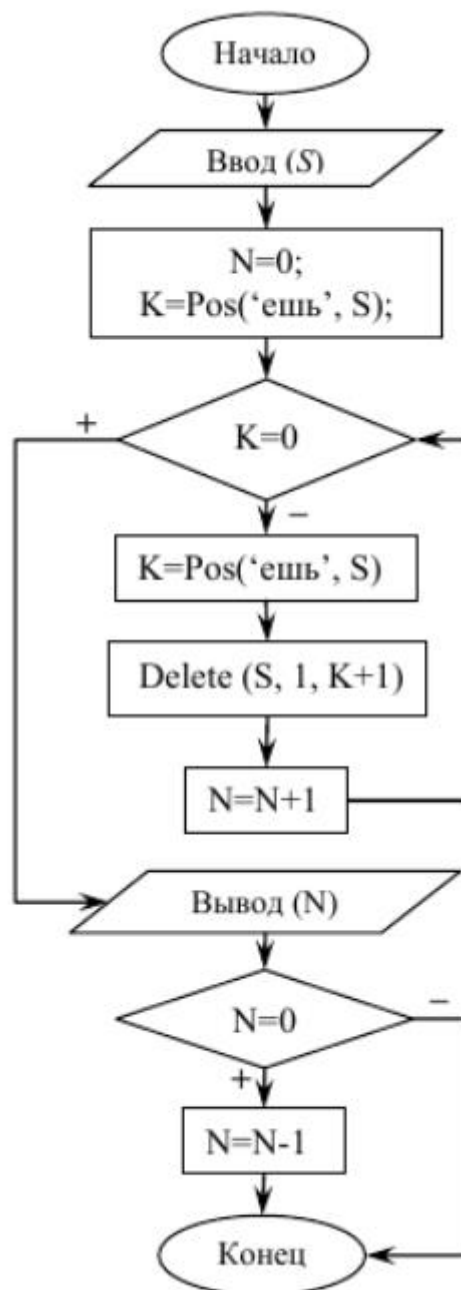 Начало
Ввод (S)
N=0;
K=Pos(‘ешь’, S);
+
K=0
–
K=Pos(‘ешь’, S)
Delete (S, 1, K+1)
N=N+1
Вывод (N)
N=0
–
+
N=N-1
Конец